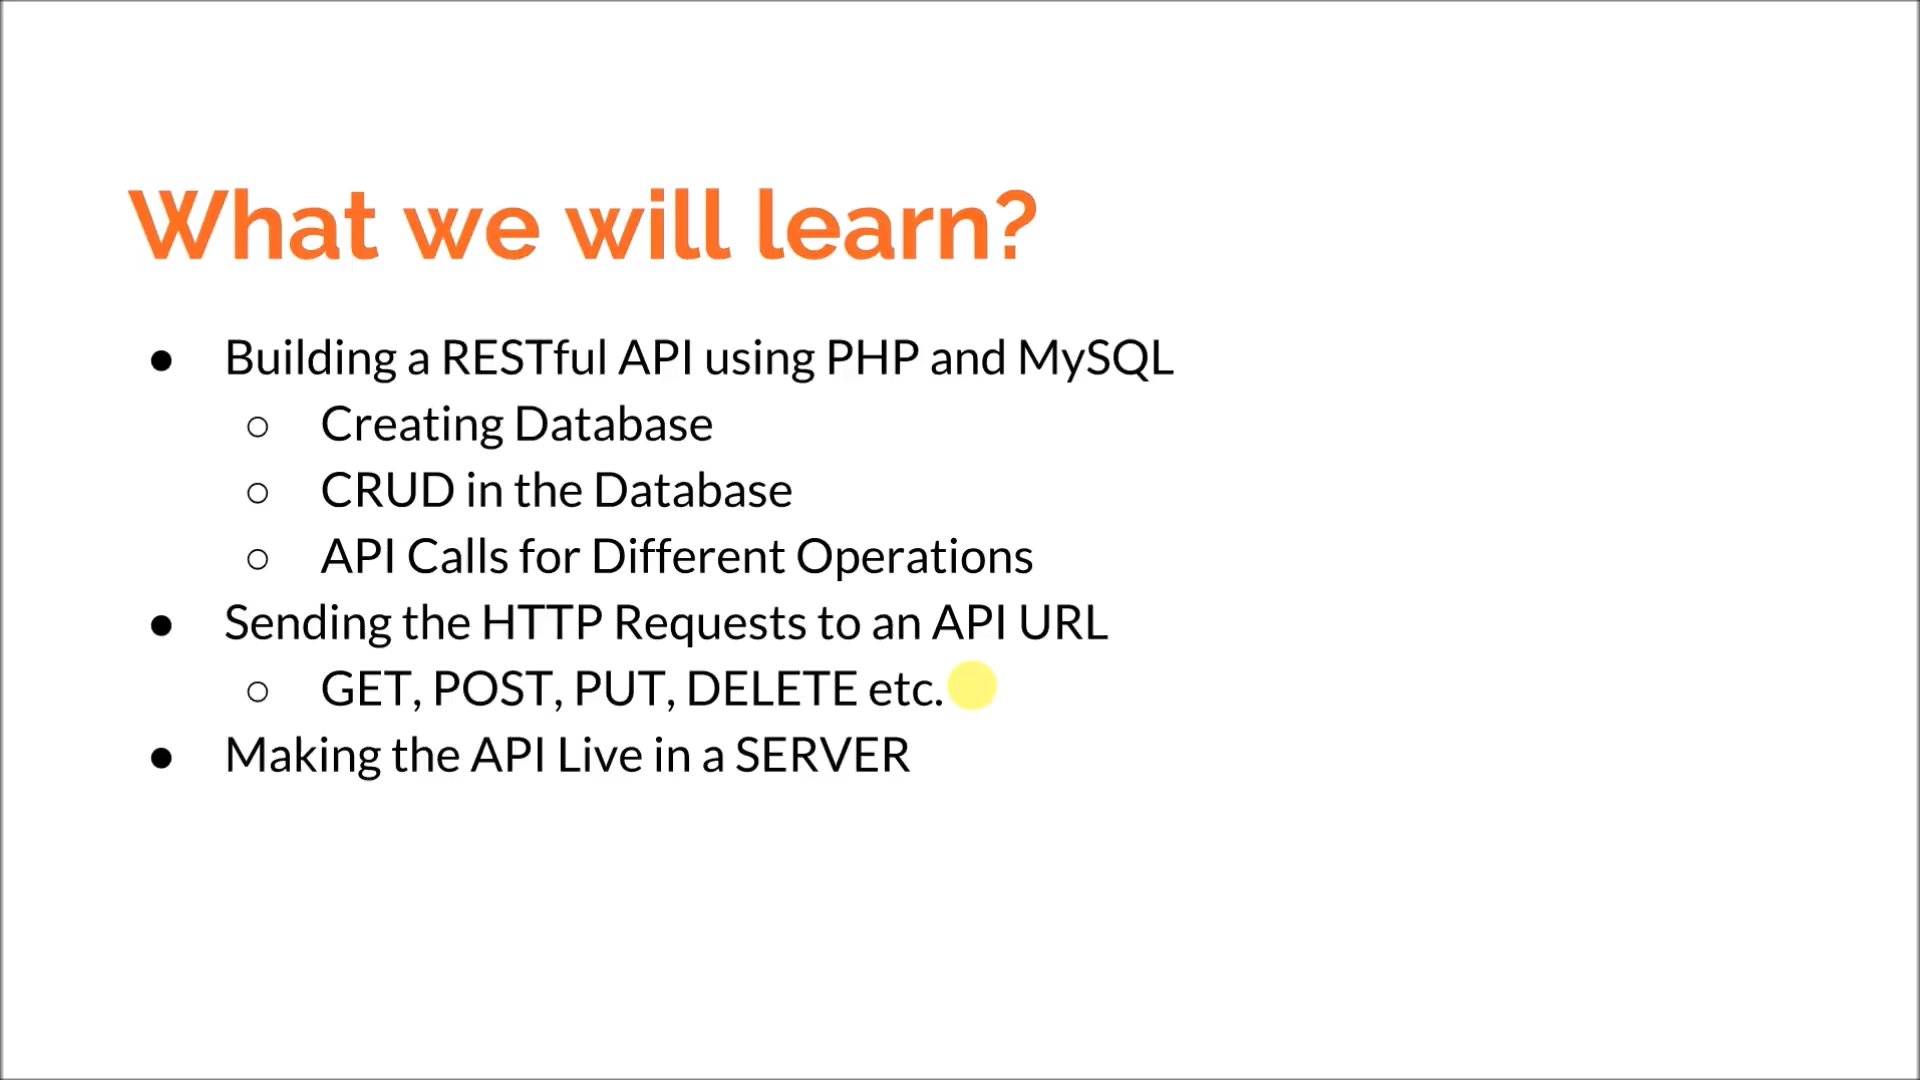 What we will learn?
● Building a RESTful API using PHP and MySQL
○ Creating Database
○ CRUD in the Database
○ API Calls for Different Operations
● Sending the HTTP Requests to an API URL
○ GET, POST, PUT, DELETE etc.
● Making the API Live in a SERVER